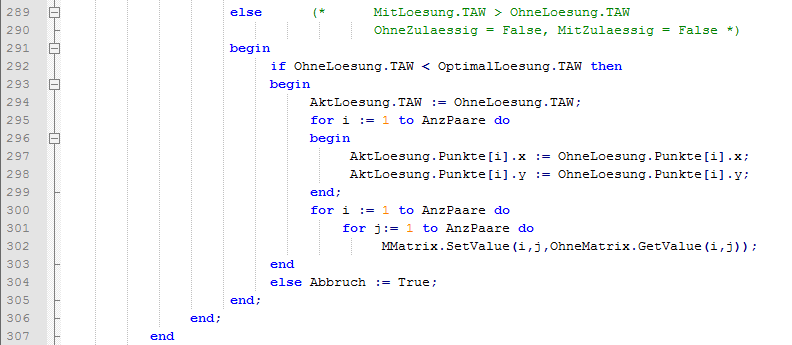 289 else (* MitLoesung.TAW > OhneLoesung.TAW
290 OhneZulaessig = False, MitZulaessig = False *)
291 begin
292 if OhneLoesung.TAW < OptimalLoesung.TAW then
293 begin
294 AktLoesung.TAW := OhneLoesung.TAW;
295 for i := 1 to AnzPaare do
296 begin
297 AktLoesung.Punkte[i].x := OhneLoesung.Punkte[i].x;
298 AktLoesung.Punkte[i].y := OhneLoesung.Punkte[i].y;
299 end;
300 for i := 1 to AnzPaare do
301 for j:= 1 to AnzPaare do
302 MMatrix.SetValue(i,j,OhneMatrix.GetValue(i,j));
303 end
304 else Abbruch := True;
305 end;
306 end;
307 end